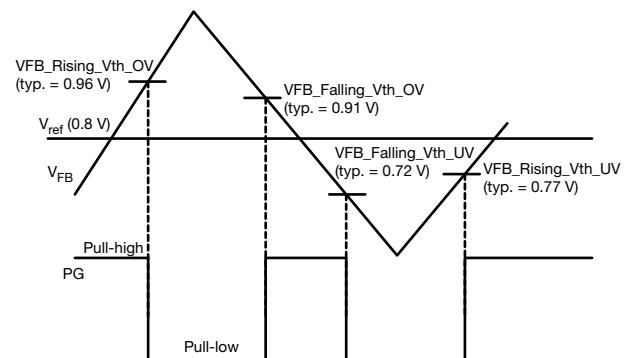 VFB_Rising_Vth_OV
(typ. = 0.96 V)
VFB_Falling_Vth_OV
(typ. = 0.91 V)
Vref (0.8 V)
VFB_Falling_Vth_UV
(typ. = 0.72 V)
VFB_Rising_Vth_UV
(typ. = 0.77 V)
VFB
Pull-high
PG
Pull-low